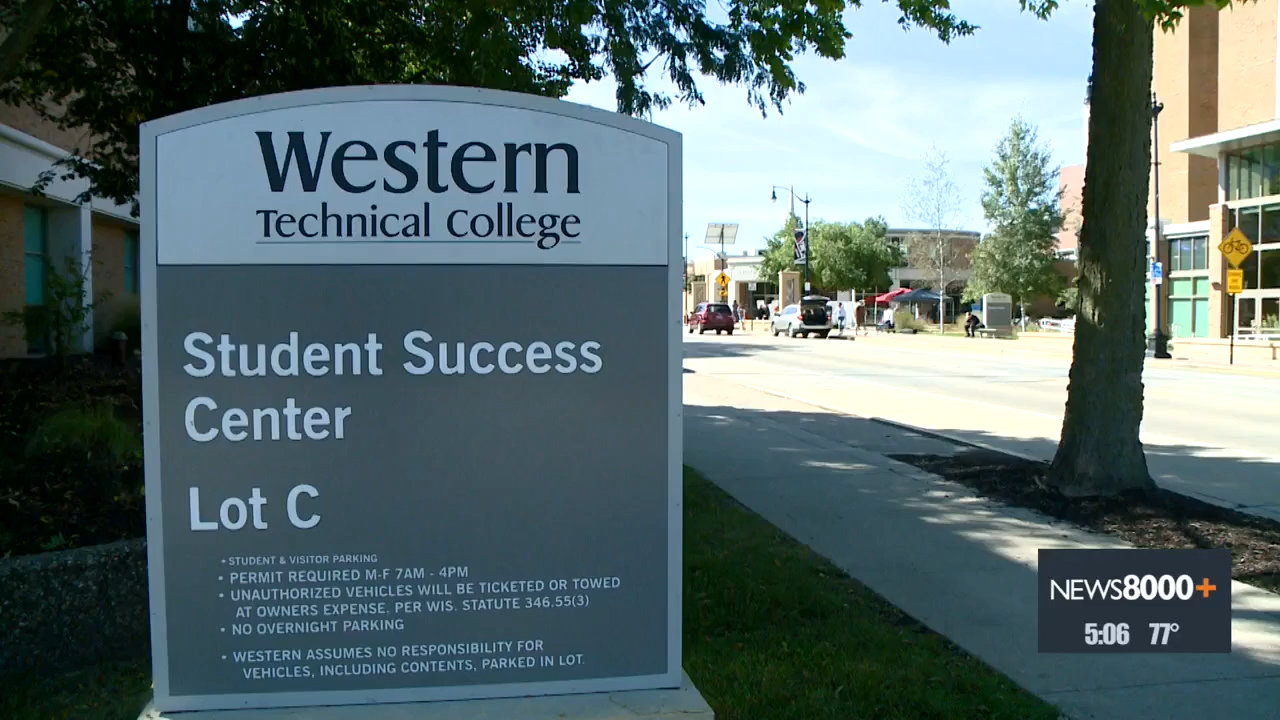 Western
Technical College
Student Success
Center
Lot C
• STUDENT & VISITOR PARKING
• PERMIT REQUIRED M-F 7AM - 4PM
• UNAUTHORIZED VEHICLES WILL BE TICKETED OR TOWED
AT OWNERS EXPENSE. PER WIS. STATUTE 346.55(3)
• NO OVERNIGHT PARKING
• WESTERN ASSUMES NO RESPONSIBILITY FOR
VEHICLES, INCLUDING CONTENTS, PARKED IN LOT.
NEWS8000+
5:06 77°